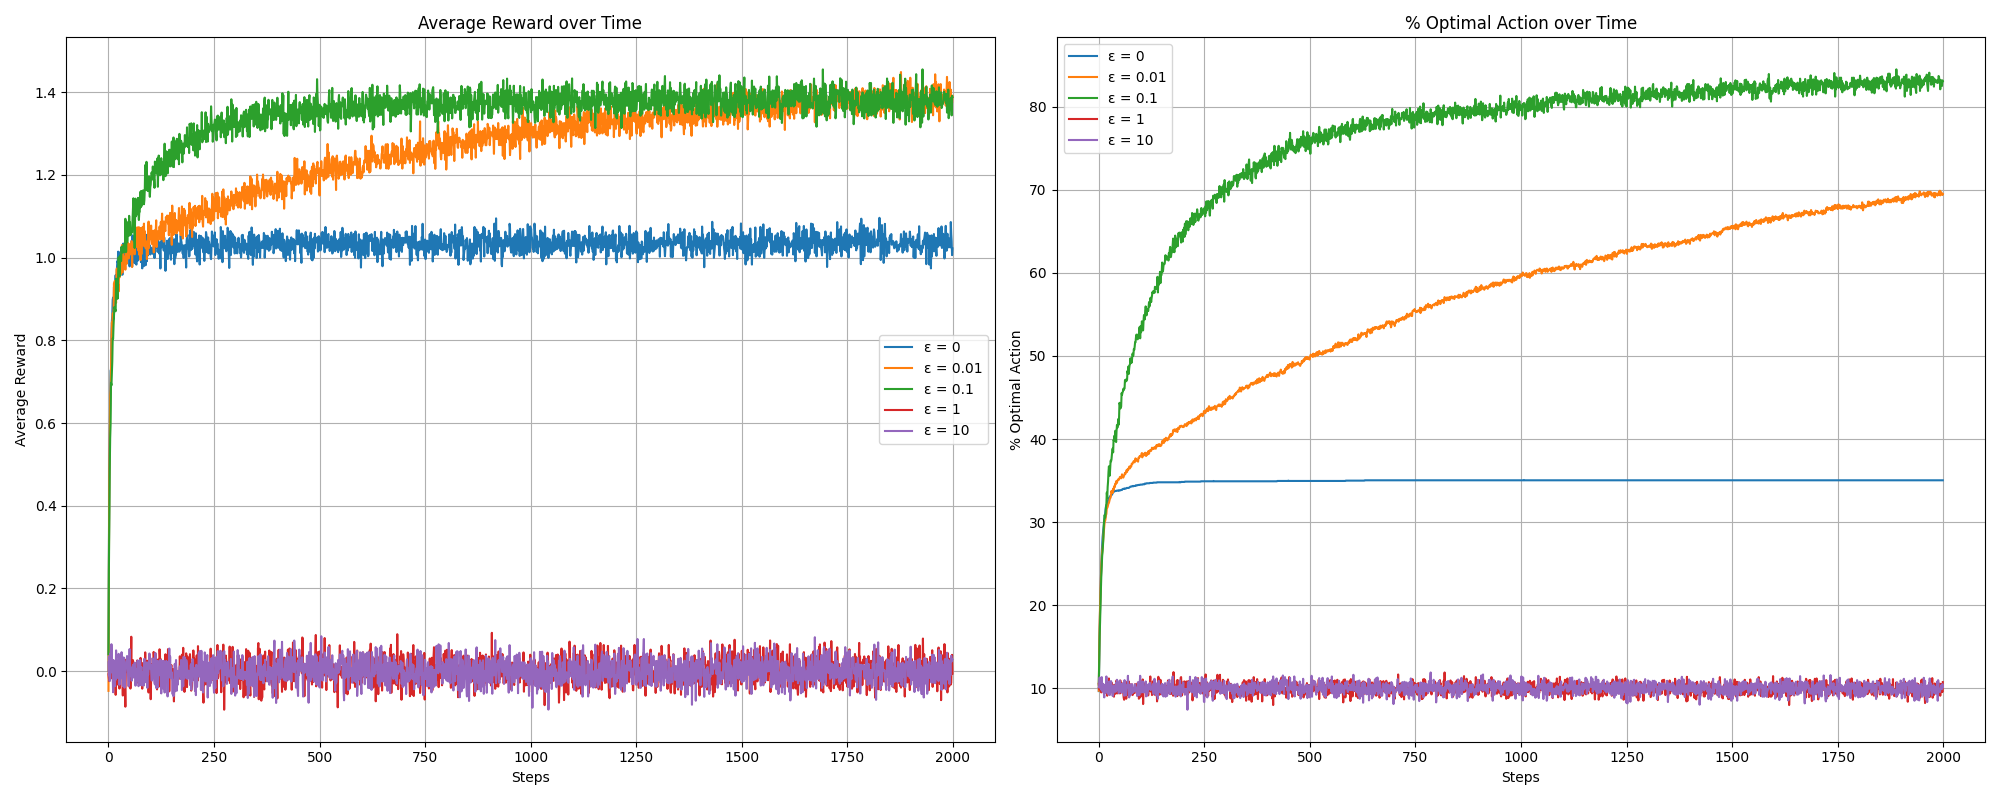 Average Reward over Time
Average Reward
1.4
1.2
1.0
0.8
0.6
0.4
0.2
0.0
ε = 0
ε = 0.01
ε = 0.1
ε = 1
ε = 10
0 250 500 750 1000 1250 1500 1750 2000
Steps
% Optimal Action over Time
% Optimal Action
ε = 0
ε = 0.01
ε = 0.1
ε = 1
ε = 10
80
70
60
50
40
30
20
10
0 250 500 750 1000 1250 1500 1750 2000
Steps